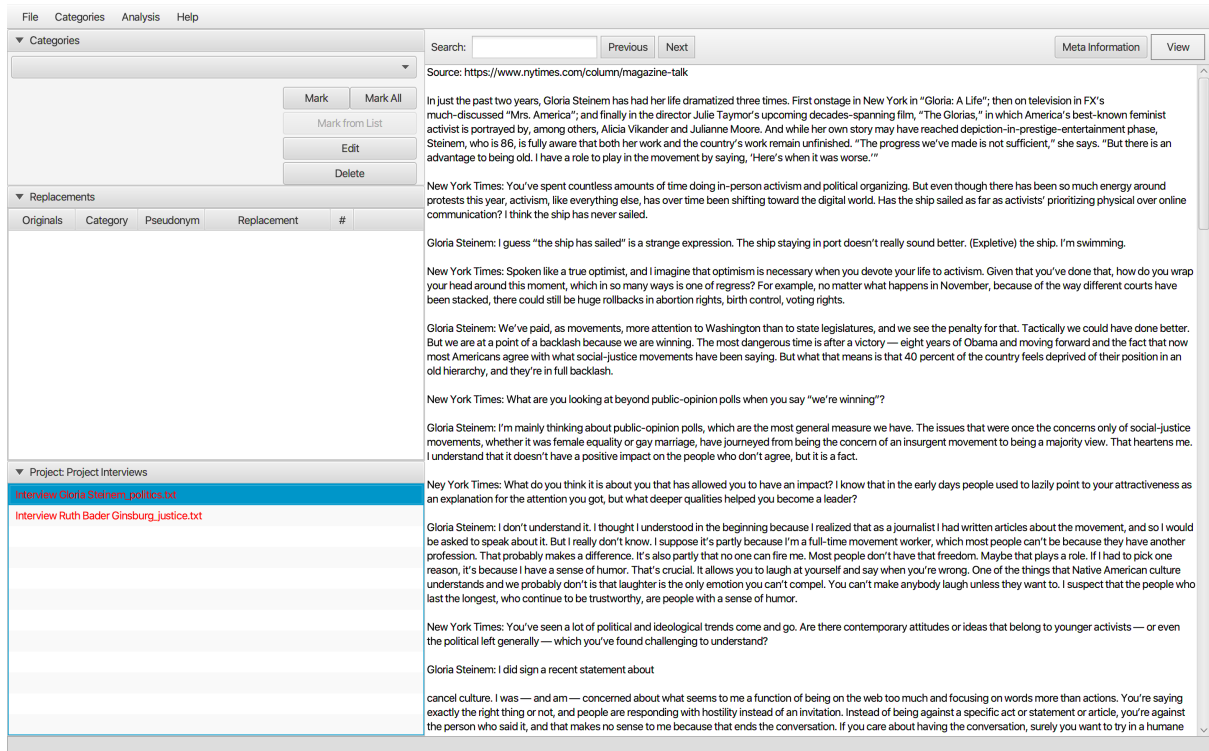 File Categories Analysis Help
Categories
Mark Mark All
Mark from List
Edit
Delete
Replacements
Originals Category Pseudonym Replacement #
Project: Project Interviews
Interview Gloria Steinem_politics.txt
Interview Ruth Bader Ginsburg_justice.txt
Search: Previous Next Meta Information View
Source: https://www.nytimes.com/column/magazine-talk
In just the past two years, Gloria Steinem has had her life dramatized three times. First onstage in New York in “Gloria: A Life”; then on television in FX’s
much-discussed “Mrs. America”; and finally in the director Julie Taymor’s upcoming decades-spanning film, “The Glorias,” in which America’s best-known feminist
activist is portrayed by, among others, Alicia Vikander and Julianne Moore. And while her own story may have reached depiction-in-prestige-entertainment phase,
Steinem, who is 86, is fully aware that both her work and the country’s work remain unfinished. “The progress we’ve made is not sufficient,” she says. “But there is an
advantage to being old. I have a role to play in the movement by saying, ‘Here’s when it was worse.’”
New York Times: You’ve spent countless amounts of time doing in-person activism and political organizing. But even though there has been so much energy around
protests this year, activism, like everything else, has over time been shifting toward the digital world. Has the ship sailed as far as activists’ prioritizing physical over online
communication? I think the ship has never sailed.
Gloria Steinem: I guess “the ship has sailed” is a strange expression. The ship staying in port doesn’t really sound better. (Expletive) the ship. I’m swimming.
New York Times: Spoken like a true optimist, and I imagine that optimism is necessary when you devote your life to activism. Given that you’ve done that, how do you wrap
your head around this moment, which in so many ways is one of regress? For example, no matter what happens in November, because of the way different courts have
been stacked, there could still be huge rollbacks in abortion rights, birth control, voting rights.
Gloria Steinem: We’ve paid, as movements, more attention to Washington than to state legislatures, and we see the penalty for that. Tactically we could have done better.
But we are at a point of a backlash because we are winning. The most dangerous time is after a victory — eight years of Obama and moving forward and the fact that now
most Americans agree with what social-justice movements have been saying. But what that means is that 40 percent of the country feels deprived of their position in an
old hierarchy, and they’re in full backlash.
New York Times: What are you looking at beyond public-opinion polls when you say “we’re winning”?
Gloria Steinem: I’m mainly thinking about public-opinion polls, which are the most general measure we have. The issues that were once the concerns only of social-justice
movements, whether it was female equality or gay marriage, have journeyed from being the concern of an insurgent movement to being a majority view. That heartens me.
I understand that it doesn’t have a positive impact on the people who don’t agree, but it is a fact.
Ney York Times: What do you think it is about you that has allowed you to have an impact? I know that in the early days people used to lazily point to your attractiveness as
an explanation for the attention you got, but what deeper qualities helped you become a leader?
Gloria Steinem: I don’t understand it. I thought I understood in the beginning because I realized that as a journalist I had written articles about the movement, and so I would
be asked to speak about it. But I really don’t know. I suppose it’s partly because I’m a full-time movement worker, which most people can’t be because they have another
profession. That probably makes a difference. It’s also partly that no one can fire me. Most people don’t have that freedom. Maybe that plays a role. If I had to pick one
reason, it’s because I have a sense of humor. That’s crucial. It allows you to laugh at yourself and say when you’re wrong. One of the things that Native American culture
understands and we probably don’t is that laughter is the only emotion you can’t compel. You can’t make anybody laugh unless they want to. I suspect that the people who
last the longest, who continue to be trustworthy, are people with a sense of humor.
New York Times: You’ve seen a lot of political and ideological trends come and go. Are there contemporary attitudes or ideas that belong to younger activists — or even
the political left generally — which you’ve found challenging to understand?
Gloria Steinem: I did sign a recent statement about
cancel culture. I was — and am — concerned about what seems to me a function of being on the web too much and focusing on words more than actions. You’re saying
exactly the right thing or not, and people are responding with hostility instead of an invitation. Instead of being against a specific act or statement or article, you’re against
the person who said it, and that makes no sense to me because that ends the conversation. If you care about having the conversation, surely you want to try in a humane